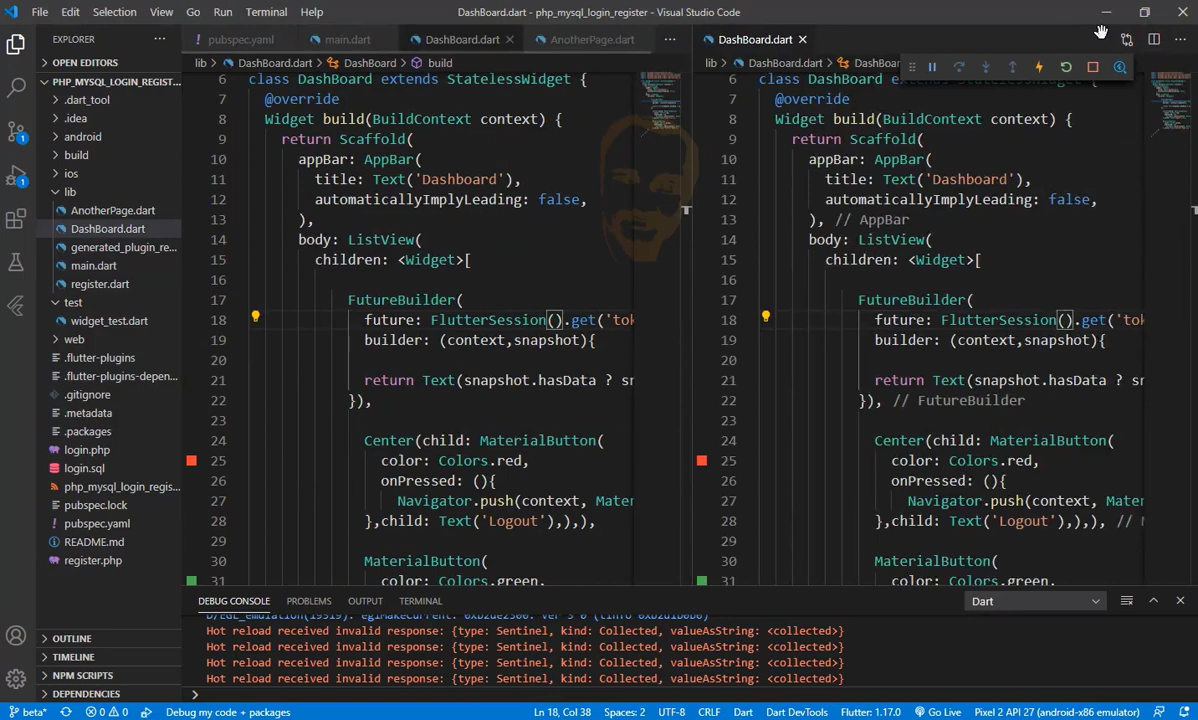 File Edit Selection View Go Run Terminal Help DashBoard.dart - php_mysql_login_register - Visual Studio Code
EXPLORER
OPEN EDITORS
PHP_MYSQL_LOGIN_REGISTER...
.dart_tool
.idea
android
build
ios
lib
AnotherPage.dart
DashBoard.dart
generated_plugin_re...
main.dart
register.dart
test
widget_test.dart
web
.flutter-plugins
.flutter-plugins-depen...
.gitignore
.metadata
.packages
login.php
login.sql
php_mysql_login_regis...
pubspec.lock
pubspec.yaml
README.md
register.php
OUTLINE
TIMELINE
NPM SCRIPTS
DEPENDENCIES
1
1
pubspec.yaml main.dart DashBoard.dart AnotherPage.dart
lib > DashBoard.dart > DashBoard > build
6 class DashBoard extends StatelessWidget {
7 @override
8 Widget build(BuildContext context) {
9 return Scaffold(
10 appBar: AppBar(
11 title: Text('Dashboard'),
12 automaticallyImplyLeading: false,
13 ),
14 body: ListView(
15 children: <Widget>[
16
17 FutureBuilder(
18 future: FlutterSession().get('tok
19 builder: (context,snapshot){
20
21 return Text(snapshot.hasData ? sn
22 }),
23
24 Center(child: MaterialButton(
25 color: Colors.red,
26 onPressed: (){
27 Navigator.push(context, Mater
28 },child: Text('Logout'),),),
29
30 MaterialButton(
31 color: Colors.green,
DashBoard.dart
lib > DashBoard.dart > DashBoa
6 class DashBoard extends StatelessWidget {
7 @override
8 Widget build(BuildContext context) {
9 return Scaffold(
10 appBar: AppBar(
11 title: Text('Dashboard'),
12 automaticallyImplyLeading: false,
13 ), // AppBar
14 body: ListView(
15 children: <Widget>[
16
17 FutureBuilder(
18 future: FlutterSession().get('tok
19 builder: (context,snapshot){
20
21 return Text(snapshot.hasData ? sn
22 }), // FutureBuilder
23
24 Center(child: MaterialButton(
25 color: Colors.red,
26 onPressed: (){
27 Navigator.push(context, Mater
28 },child: Text('Logout'),),), // M
29
30 MaterialButton(
31 color: Colors.green,
DEBUG CONSOLE PROBLEMS OUTPUT TERMINAL Dart
Hot reload received invalid response: {type: Sentinel, kind: Collected, valueAsString: <collected>}
Hot reload received invalid response: {type: Sentinel, kind: Collected, valueAsString: <collected>}
Hot reload received invalid response: {type: Sentinel, kind: Collected, valueAsString: <collected>}
Hot reload received invalid response: {type: Sentinel, kind: Collected, valueAsString: <collected>}
beta* 0 0 Debug my code + packages Ln 18, Col 38 Spaces: 2 UTF-8 CRLF Dart Dart DevTools Flutter: 1.17.0 Go Live Pixel 2 API 27 (android-x86 emulator)